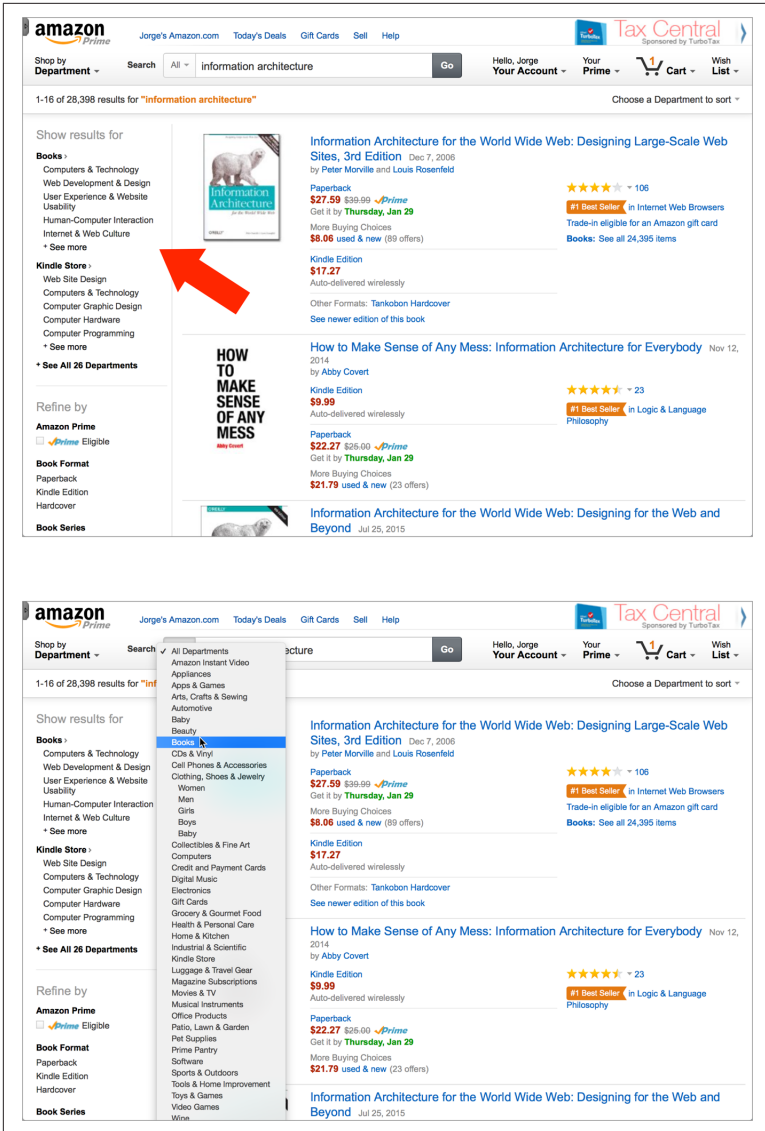 amazon
Prime
Jorge's Amazon.com Today's Deals Gift Cards Sell Help
TurboTax
Tax Central
Sponsored by TurboTax
Shop by
Department
Search All information architecture Go
Hello, Jorge
Your Account
Your
Prime
1
Cart
Wish
List
1-16 of 28,398 results for "information architecture"
Choose a Department to sort
Show results for
Books ›
Computers & Technology
Web Development & Design
User Experience & Website
Usability
Human-Computer Interaction
Internet & Web Culture
+ See more
Kindle Store ›
Web Site Design
Computers & Technology
Computer Graphic Design
Computer Hardware
Computer Programming
+ See more
+ See All 26 Departments
Refine by
Amazon Prime
Prime Eligible
Book Format
Paperback
Kindle Edition
Hardcover
Book Series
Information
Architecture
for the World Wide Web
O'REILLY
Information Architecture for the World Wide Web: Designing Large-Scale Web
Sites, 3rd Edition Dec 7, 2006
by Peter Morville and Louis Rosenfeld
Paperback
$27.59 $39.99 Prime
Get it by Thursday, Jan 29
More Buying Choices
$8.06 used & new (89 offers)
Kindle Edition
$17.27
Auto-delivered wirelessly
Other Formats: Tankobon Hardcover
See newer edition of this book
106
#1 Best Seller in Internet Web Browsers
Trade-in eligible for an Amazon gift card
Books: See all 24,395 items
HOW
TO
MAKE
SENSE
OF ANY
MESS
Abby Covert
How to Make Sense of Any Mess: Information Architecture for Everybody Nov 12,
2014
by Abby Covert
Kindle Edition
$9.99
Auto-delivered wirelessly
Paperback
$22.27 $25.00 Prime
Get it by Thursday, Jan 29
More Buying Choices
$21.79 used & new (23 offers)
23
#1 Best Seller in Logic & Language
Philosophy
O'REILLY
Information Architecture for the World Wide Web: Designing for the Web and
Beyond Jul 25, 2015
amazon
Prime
Jorge's Amazon.com Today's Deals Gift Cards Sell Help
TurboTax
Tax Central
Sponsored by TurboTax
Shop by
Department
Search
cture Go
Hello, Jorge
Your Account
Your
Prime
1
Cart
Wish
List
1-16 of 28,398 results for "inf
Choose a Department to sort
Show results for
Books ›
Computers & Technology
Web Development & Design
User Experience & Website
Usability
Human-Computer Interaction
Internet & Web Culture
+ See more
Kindle Store ›
Web Site Design
Computers & Technology
Computer Graphic Design
Computer Hardware
Computer Programming
+ See more
+ See All 26 Departments
Refine by
Amazon Prime
Prime Eligible
Book Format
Paperback
Kindle Edition
Hardcover
Book Series
✓ All Departments
Amazon Instant Video
Appliances
Apps & Games
Arts, Crafts & Sewing
Automotive
Baby
Beauty
Books
CDs & Vinyl
Cell Phones & Accessories
Clothing, Shoes & Jewelry
Women
Men
Girls
Boys
Baby
Collectibles & Fine Art
Computers
Credit and Payment Cards
Digital Music
Electronics
Gift Cards
Grocery & Gourmet Food
Health & Personal Care
Home & Kitchen
Industrial & Scientific
Kindle Store
Luggage & Travel Gear
Magazine Subscriptions
Movies & TV
Musical Instruments
Office Products
Patio, Lawn & Garden
Pet Supplies
Prime Pantry
Software
Sports & Outdoors
Tools & Home Improvement
Toys & Games
Video Games
Wine
Information Architecture for the World Wide Web: Designing Large-Scale Web
Sites, 3rd Edition Dec 7, 2006
by Peter Morville and Louis Rosenfeld
Paperback
$27.59 $39.99 Prime
Get it by Thursday, Jan 29
More Buying Choices
$8.06 used & new (89 offers)
Kindle Edition
$17.27
Auto-delivered wirelessly
Other Formats: Tankobon Hardcover
See newer edition of this book
106
#1 Best Seller in Internet Web Browsers
Trade-in eligible for an Amazon gift card
Books: See all 24,395 items
How to Make Sense of Any Mess: Information Architecture for Everybody Nov 12,
2014
by Abby Covert
Kindle Edition
$9.99
Auto-delivered wirelessly
Paperback
$22.27 $25.00 Prime
Get it by Thursday, Jan 29
More Buying Choices
$21.79 used & new (23 offers)
23
#1 Best Seller in Logic & Language
Philosophy
Information Architecture for the World Wide Web: Designing for the Web and
Beyond Jul 25, 2015